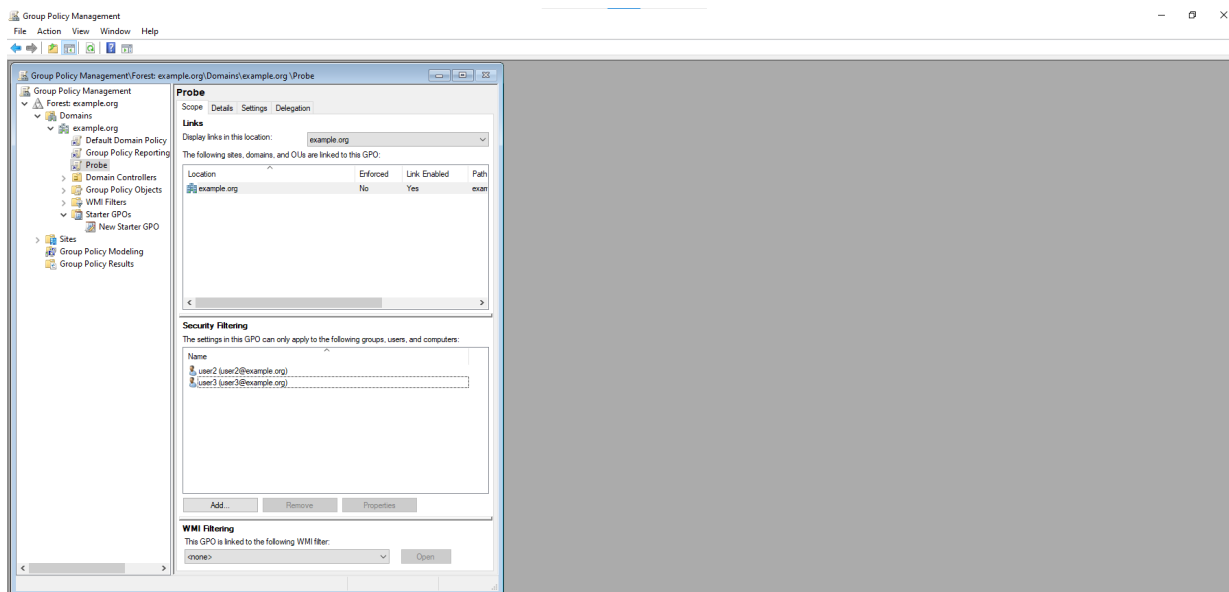 Group Policy Management
File Action View Window Help
Group Policy Management\Forest: example.org\Domains\example.org \Probe
Group Policy Management
Forest: example.org
Domains
example.org
Default Domain Policy
Group Policy Reporting
Probe
Domain Controllers
Group Policy Objects
WMI Filters
Starter GPOs
New Starter GPO
Sites
Group Policy Modeling
Group Policy Results
Probe
Scope Details Settings Delegation
Links
Display links in this location: example.org
The following sites, domains, and OUs are linked to this GPO:
Location Enforced Link Enabled Path
example.org No Yes exam
Security Filtering
The settings in this GPO can only apply to the following groups, users, and computers:
Name
user2 (user2@example.org)
user3 (user3@example.org)
Add... Remove Properties
WMI Filtering
This GPO is linked to the following WMI filter:
<none> Open